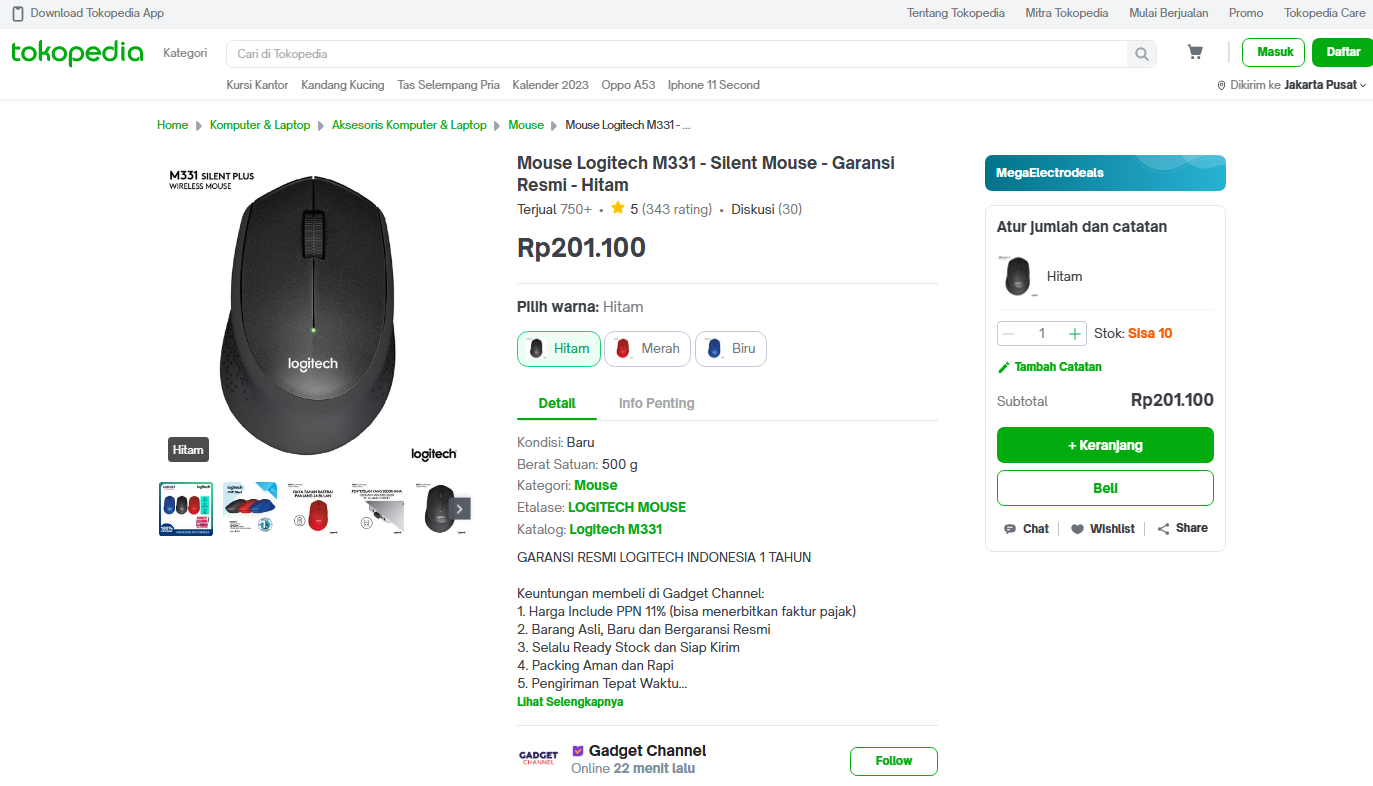 Download Tokopedia App
Tentang Tokopedia Mitra Tokopedia Mulai Berjualan Promo Tokopedia Care
tokopedia Kategori Cari di Tokopedia Masuk Daftar
Kursi Kantor Kandang Kucing Tas Selempang Pria Kalender 2023 Oppo A53 Iphone 11 Second
Dikirim ke Jakarta Pusat
Home Komputer & Laptop Aksesoris Komputer & Laptop Mouse Mouse Logitech M331 - ...
M331 SILENT PLUS
WIRELESS MOUSE
logitech
Hitam
logitech
Mouse Logitech M331 - Silent Mouse - Garansi
Resmi - Hitam
Terjual 750+ • 5 (343 rating) • Diskusi (30)
Rp201.100
Pilih warna: Hitam
Hitam Merah Biru
Detail Info Penting
Kondisi: Baru
Berat Satuan: 500 g
Kategori: Mouse
Etalase: LOGITECH MOUSE
Katalog: Logitech M331
GARANSI RESMI LOGITECH INDONESIA 1 TAHUN
Keuntungan membeli di Gadget Channel:
1. Harga Include PPN 11% (bisa menerbitkan faktur pajak)
2. Barang Asli, Baru dan Bergaransi Resmi
3. Selalu Ready Stock dan Siap Kirim
4. Packing Aman dan Rapi
5. Pengiriman Tepat Waktu...
Lihat Selengkapnya
GADGET
CHANNEL
Gadget Channel
Online 22 menit lalu
Follow
MegaElectrodeals
Atur jumlah dan catatan
Hitam
1 Stok: Sisa 10
Tambah Catatan
Subtotal Rp201.100
+ Keranjang
Beli
Chat Wishlist Share